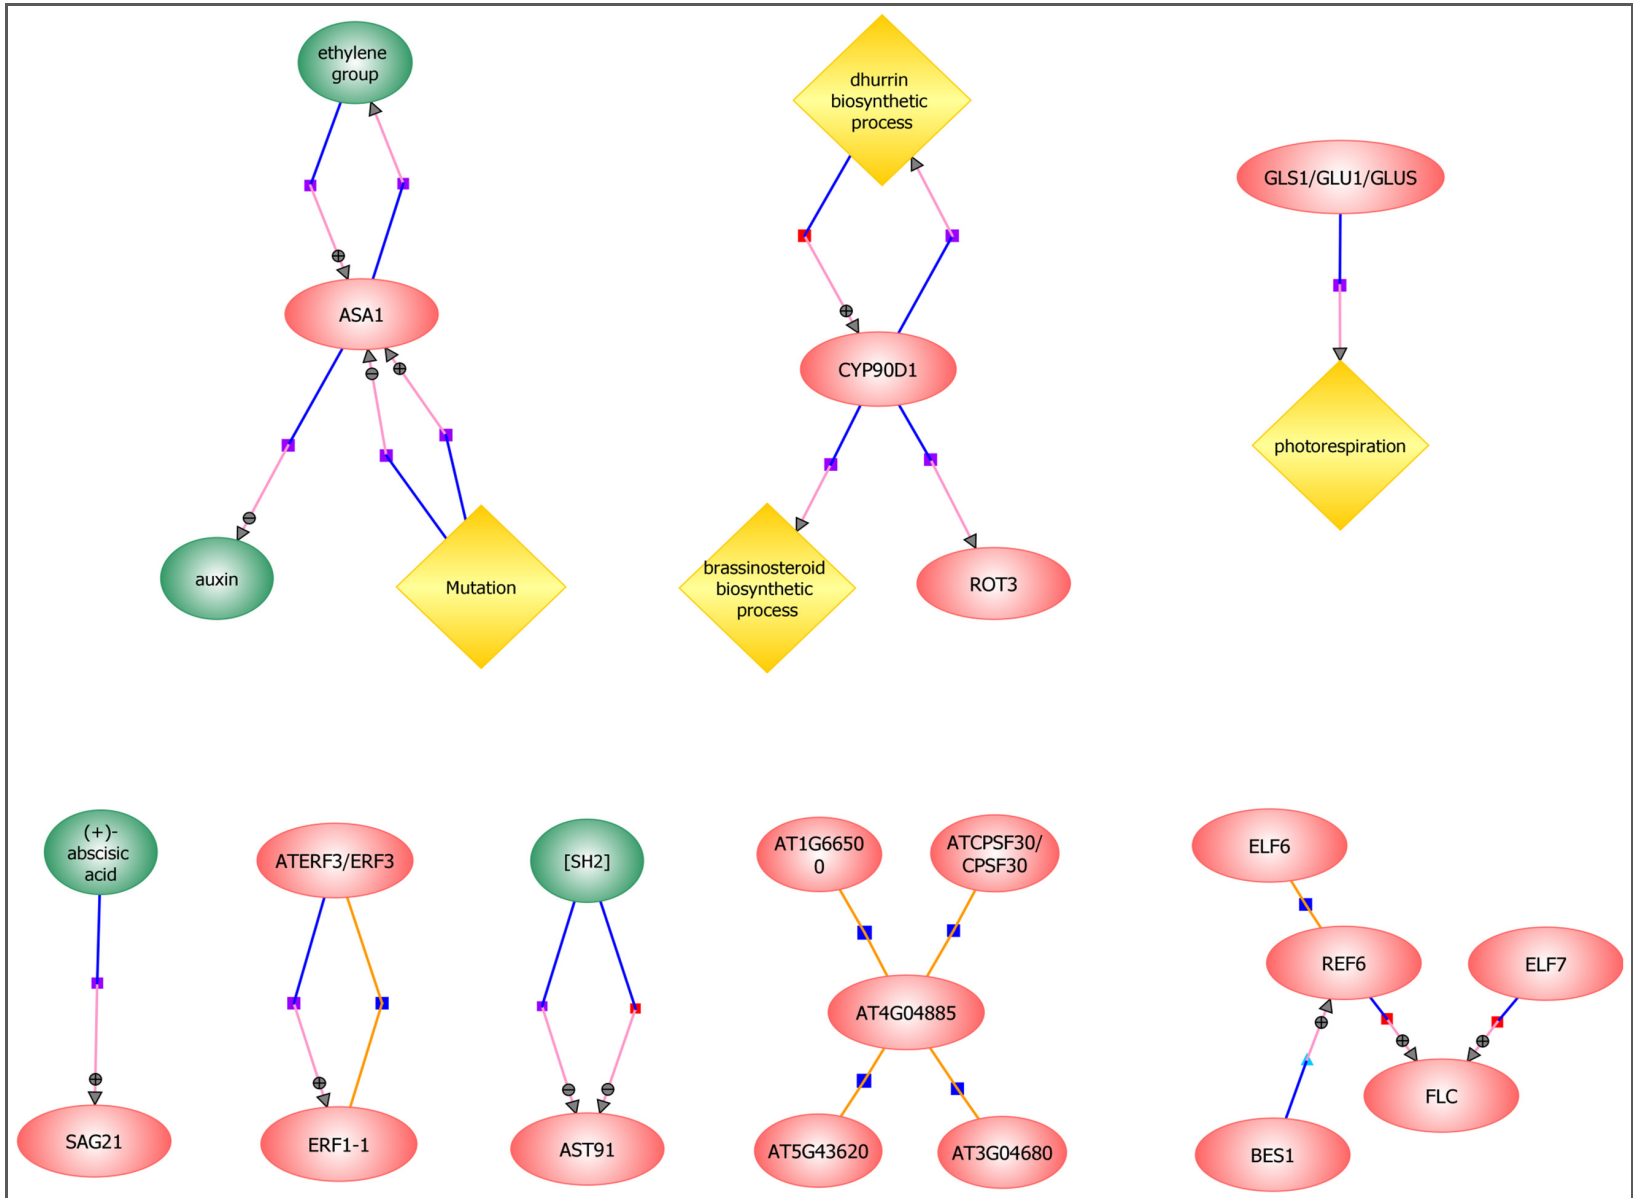 ethylene
group
dhurrin
biosynthetic
process
GLS1/GLU1/GLUS
ASA1
CYP90D1
photorespiration
auxin
Mutation
brassinosteroid
biosynthetic
process
ROT3
(+)-
abscisic
acid
ATERF3/ERF3
[SH2]
AT1G6650
0
ATCPSF30/
CPSF30
ELF6
REF6
ELF7
AT4G04885
FLC
SAG21
ERF1-1
AST91
AT5G43620
AT3G04680
BES1